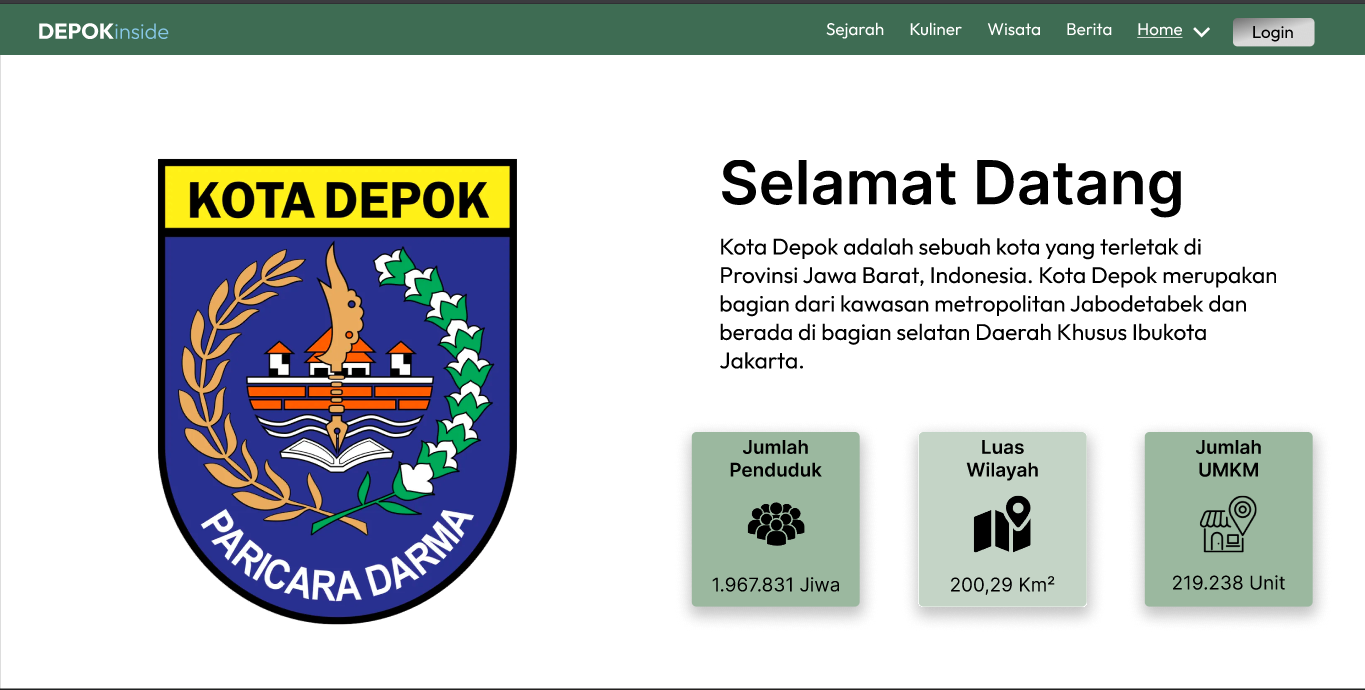 DEPOKinside
Sejarah Kuliner Wisata Berita Home Login
KOTA DEPOK
PARICARA DARMA
Selamat Datang
Kota Depok adalah sebuah kota yang terletak di
Provinsi Jawa Barat, Indonesia. Kota Depok merupakan
bagian dari kawasan metropolitan Jabodetabek dan
berada di bagian selatan Daerah Khusus Ibukota
Jakarta.
Jumlah
Penduduk
1.967.831 Jiwa
Luas
Wilayah
200,29 Km²
Jumlah
UMKM
219.238 Unit